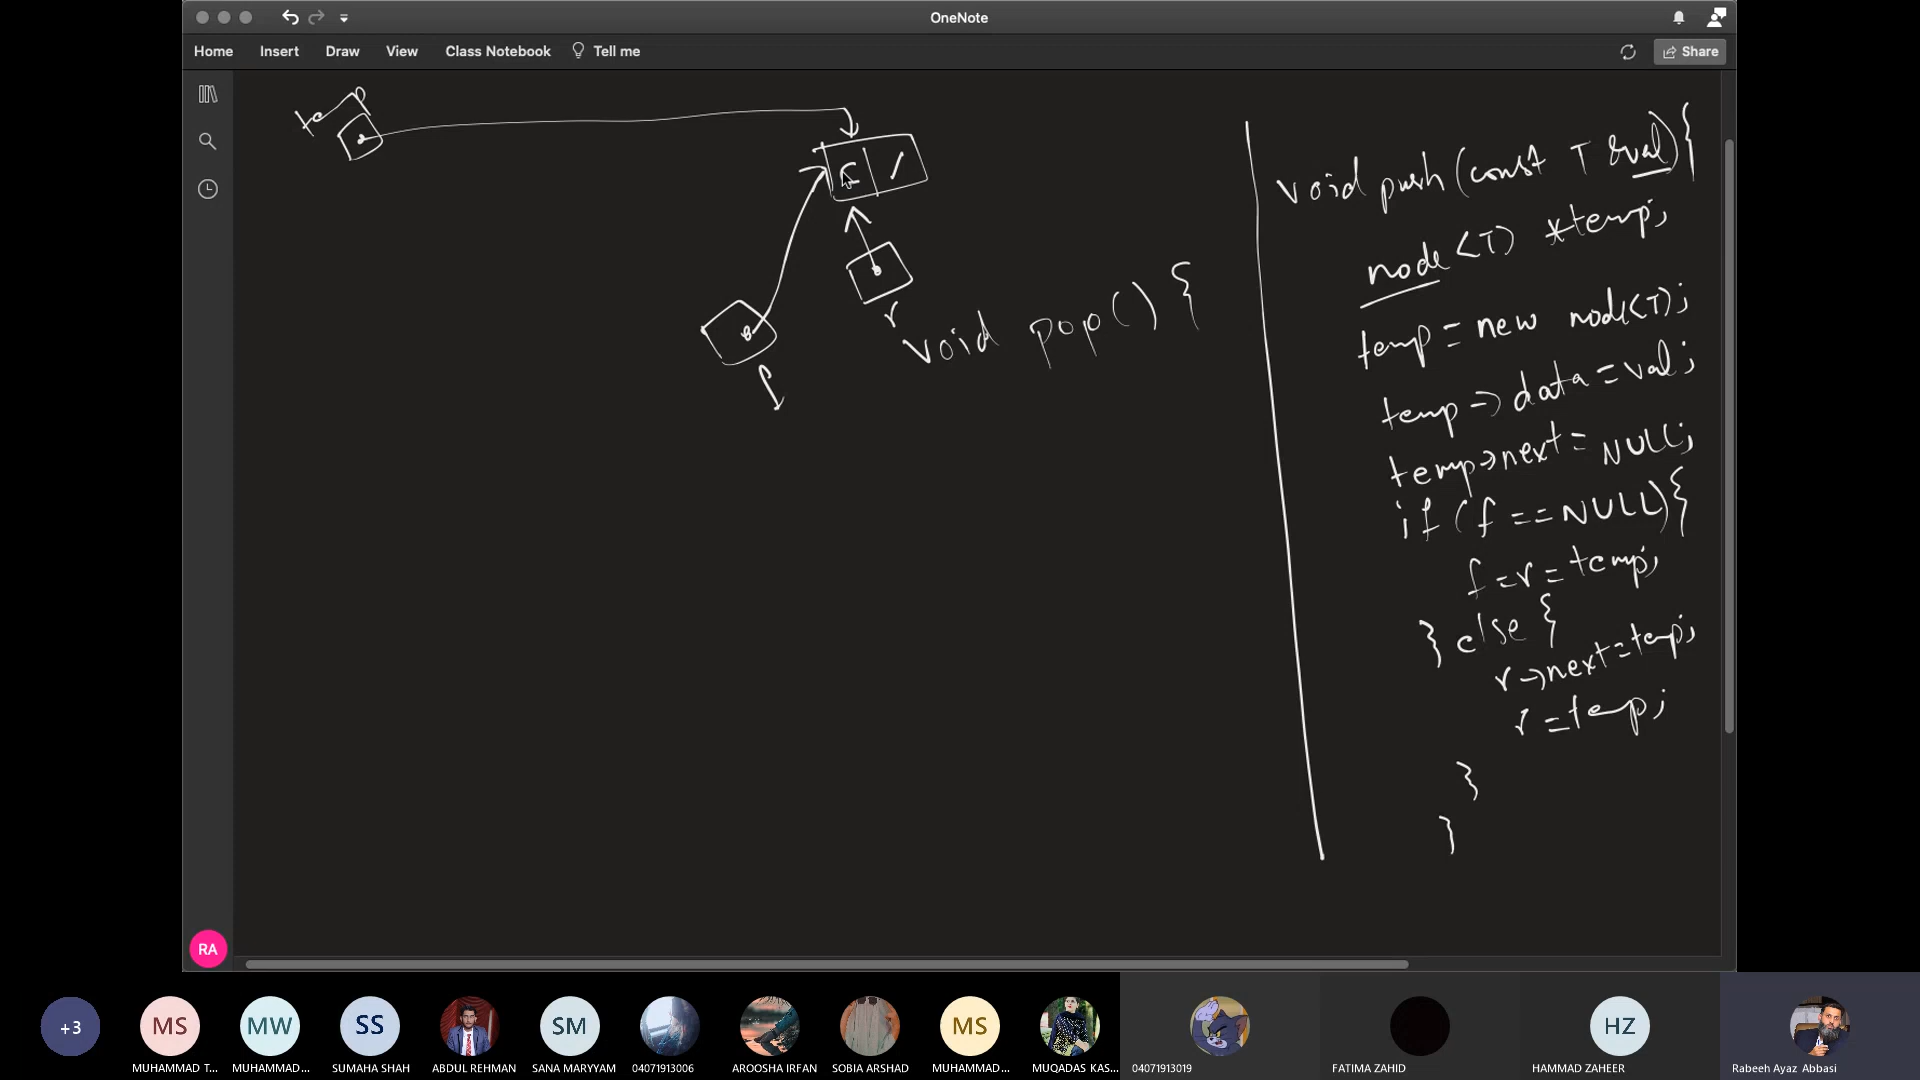 OneNote
Home Insert Draw View Class Notebook Tell me Share
temp
c /
r
f
void pop() {
void push(const T &val){
node<T> *temp;
temp = new node<T>;
temp->data = val;
temp->next = NULL;
if (f == NULL){
f = r = temp;
} else {
r->next = temp;
r = temp;
}
}
RA
+3 MS MW SS SM MS HZ
MUHAMMAD T... MUHAMMAD... SUMAHA SHAH ABDUL REHMAN SANA MARYYAM 04071913006 AROOSHA IRFAN SOBIA ARSHAD MUHAMMAD... MUQADAS KAS... 04071913019 FATIMA ZAHID HAMMAD ZAHEER Rabeeh Ayaz Abbasi